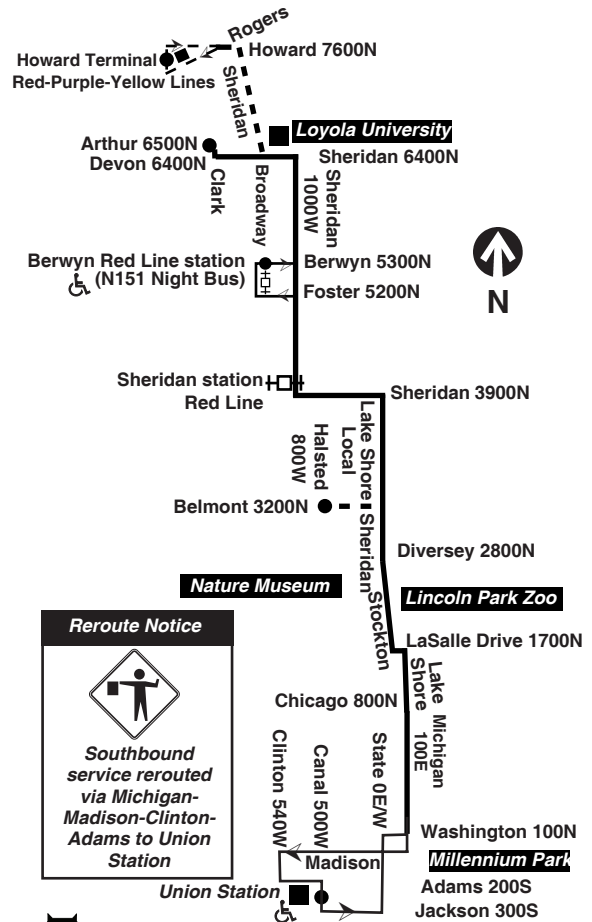 Rogers
Howard 7600N
Howard Terminal
Red-Purple-Yellow Lines
Sheridan
Loyola University
Arthur 6500N
Devon 6400N
Sheridan 6400N
Clark
Broadway
Sheridan
1000W
Berwyn Red Line station
(N151 Night Bus)
Berwyn 5300N
Foster 5200N
N
Sheridan station
Red Line
Sheridan 3900N
Lake Shore
Local
Halsted
800W
Belmont 3200N
Sheridan
Diversey 2800N
Nature Museum
Stockton
Lincoln Park Zoo
Reroute Notice
LaSalle Drive 1700N
Lake
Shore
Michigan
100E
Chicago 800N
Southbound
service rerouted
via Michigan-
Madison-Clinton-
Adams to Union
Station
Clinton 540W
Canal 500W
State 0E/W
Washington 100N
Madison
Millennium Park
Union Station
Adams 200S
Jackson 300S